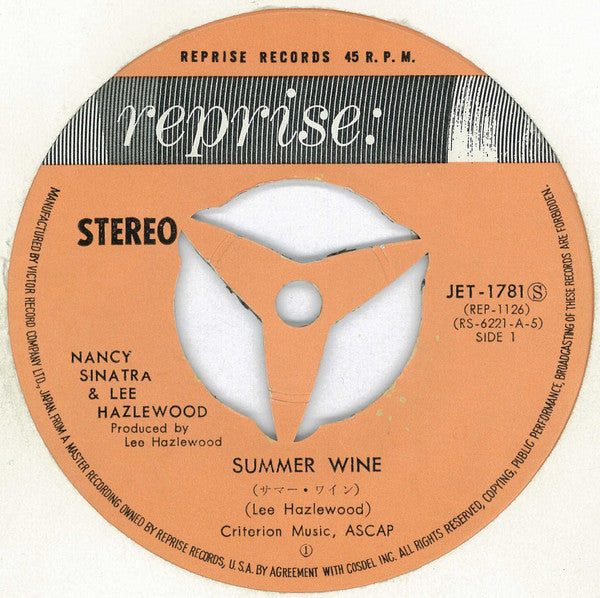 REPRISE RECORDS 45 R.P.M.
reprise:
STEREO
JET-1781 Ⓢ
(REP-1126)
(RS-6221-A-5)
SIDE 1
NANCY
SINATRA
& LEE
HAZLEWOOD
Produced by
Lee Hazlewood
SUMMER WINE
(サマー・ワイン)
(Lee Hazlewood)
Criterion Music, ASCAP
①
MANUFACTURED BY VICTOR RECORD COMPANY LTD., JAPAN. FROM A MASTER RECORDING OWNED BY REPRISE RECORDS, U.S.A. BY AGREEMENT WITH COSDEL INC. ALL RIGHTS RESERVED, COPYING, PUBLIC PERFORMANCE, BROADCASTING OF THESE RECORDS ARE FORBIDDEN.